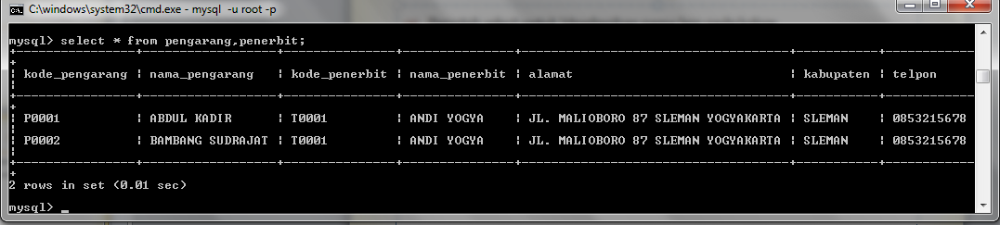 C:\windows\system32\cmd.exe - mysql -u root -p
mysql> select * from pengarang,penerbit;
+----------------+------------------+---------------+---------------+-----------------------------------+-----------+------------+
| kode_pengarang | nama_pengarang | kode_penerbit | nama_penerbit | alamat | kabupaten | telpon |
+----------------+------------------+---------------+---------------+-----------------------------------+-----------+------------+
| P0001 | ABDUL KADIR | T0001 | ANDI YOGYA | JL. MALIOBORO 87 SLEMAN YOGYAKARTA | SLEMAN | 0853215678 |
| P0002 | BAMBANG SUDRAJAT | T0001 | ANDI YOGYA | JL. MALIOBORO 87 SLEMAN YOGYAKARTA | SLEMAN | 0853215678 |
+----------------+------------------+---------------+---------------+-----------------------------------+-----------+------------+
2 rows in set (0.01 sec)
mysql> _